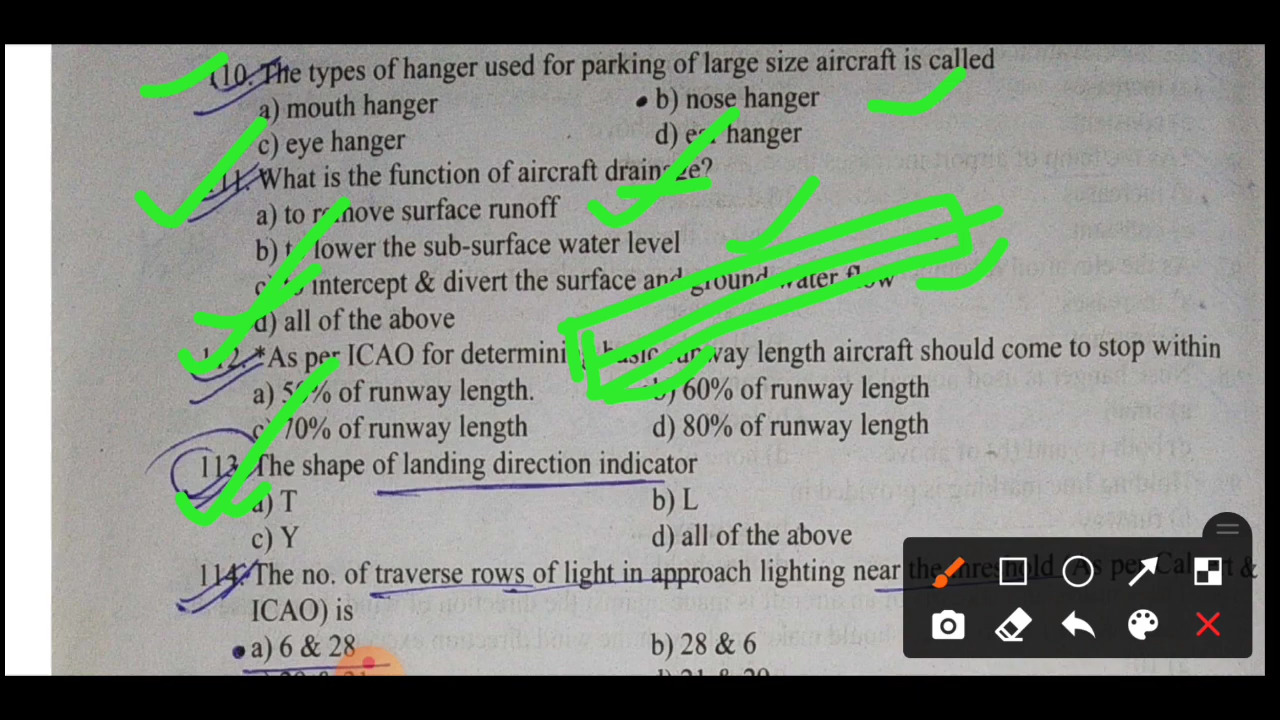 110. The types of hanger used for parking of large size aircraft is called
a) mouth hanger b) nose hanger
c) eye hanger d) ear hanger
111. What is the function of aircraft drainage?
a) to remove surface runoff
b) to lower the sub-surface water level
c) to intercept & divert the surface and ground water flow
d) all of the above
112. *As per ICAO for determining basic runway length aircraft should come to stop within
a) 50% of runway length. b) 60% of runway length
c) 70% of runway length d) 80% of runway length
113. The shape of landing direction indicator
a) T b) L
c) Y d) all of the above
114. The no. of traverse rows of light in approach lighting near the threshold (As per Calvert &
ICAO) is
a) 6 & 28 b) 28 & 6